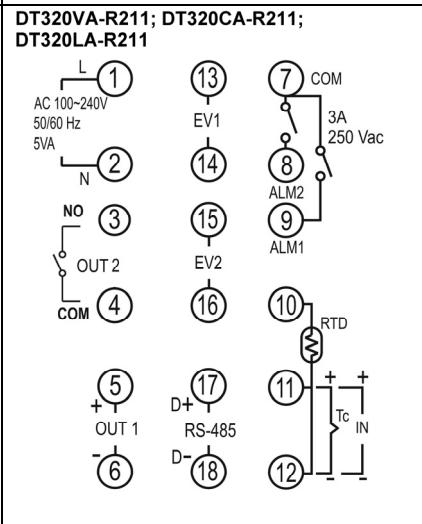 DT320VA-R211; DT320CA-R211;
DT320LA-R211
L
1
13
7
COM
AC 100~240V
50/60 Hz
5VA
EV1
3A
250 Vac
2
N
14
8
ALM2
NO
3
15
9
ALM1
OUT 2
EV2
COM
4
16
10
RTD
5
17
11
+
+
+
D+
Tc
IN
OUT 1
RS-485
-
6
D-
18
12
-
-